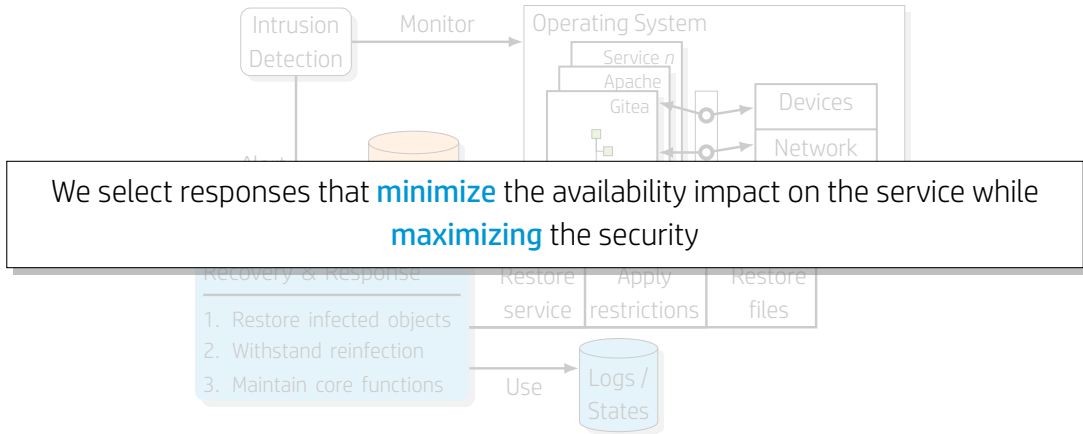 Intrusion
Detection
Monitor
Operating System
Service n
Apache
Gitea
Devices
Network
We select responses that minimize the availability impact on the service while
maximizing the security
Recovery & Response
1. Restore infected objects
2. Withstand reinfection
3. Maintain core functions
Restore
service
Apply
restrictions
Restore
files
Use
Logs /
States